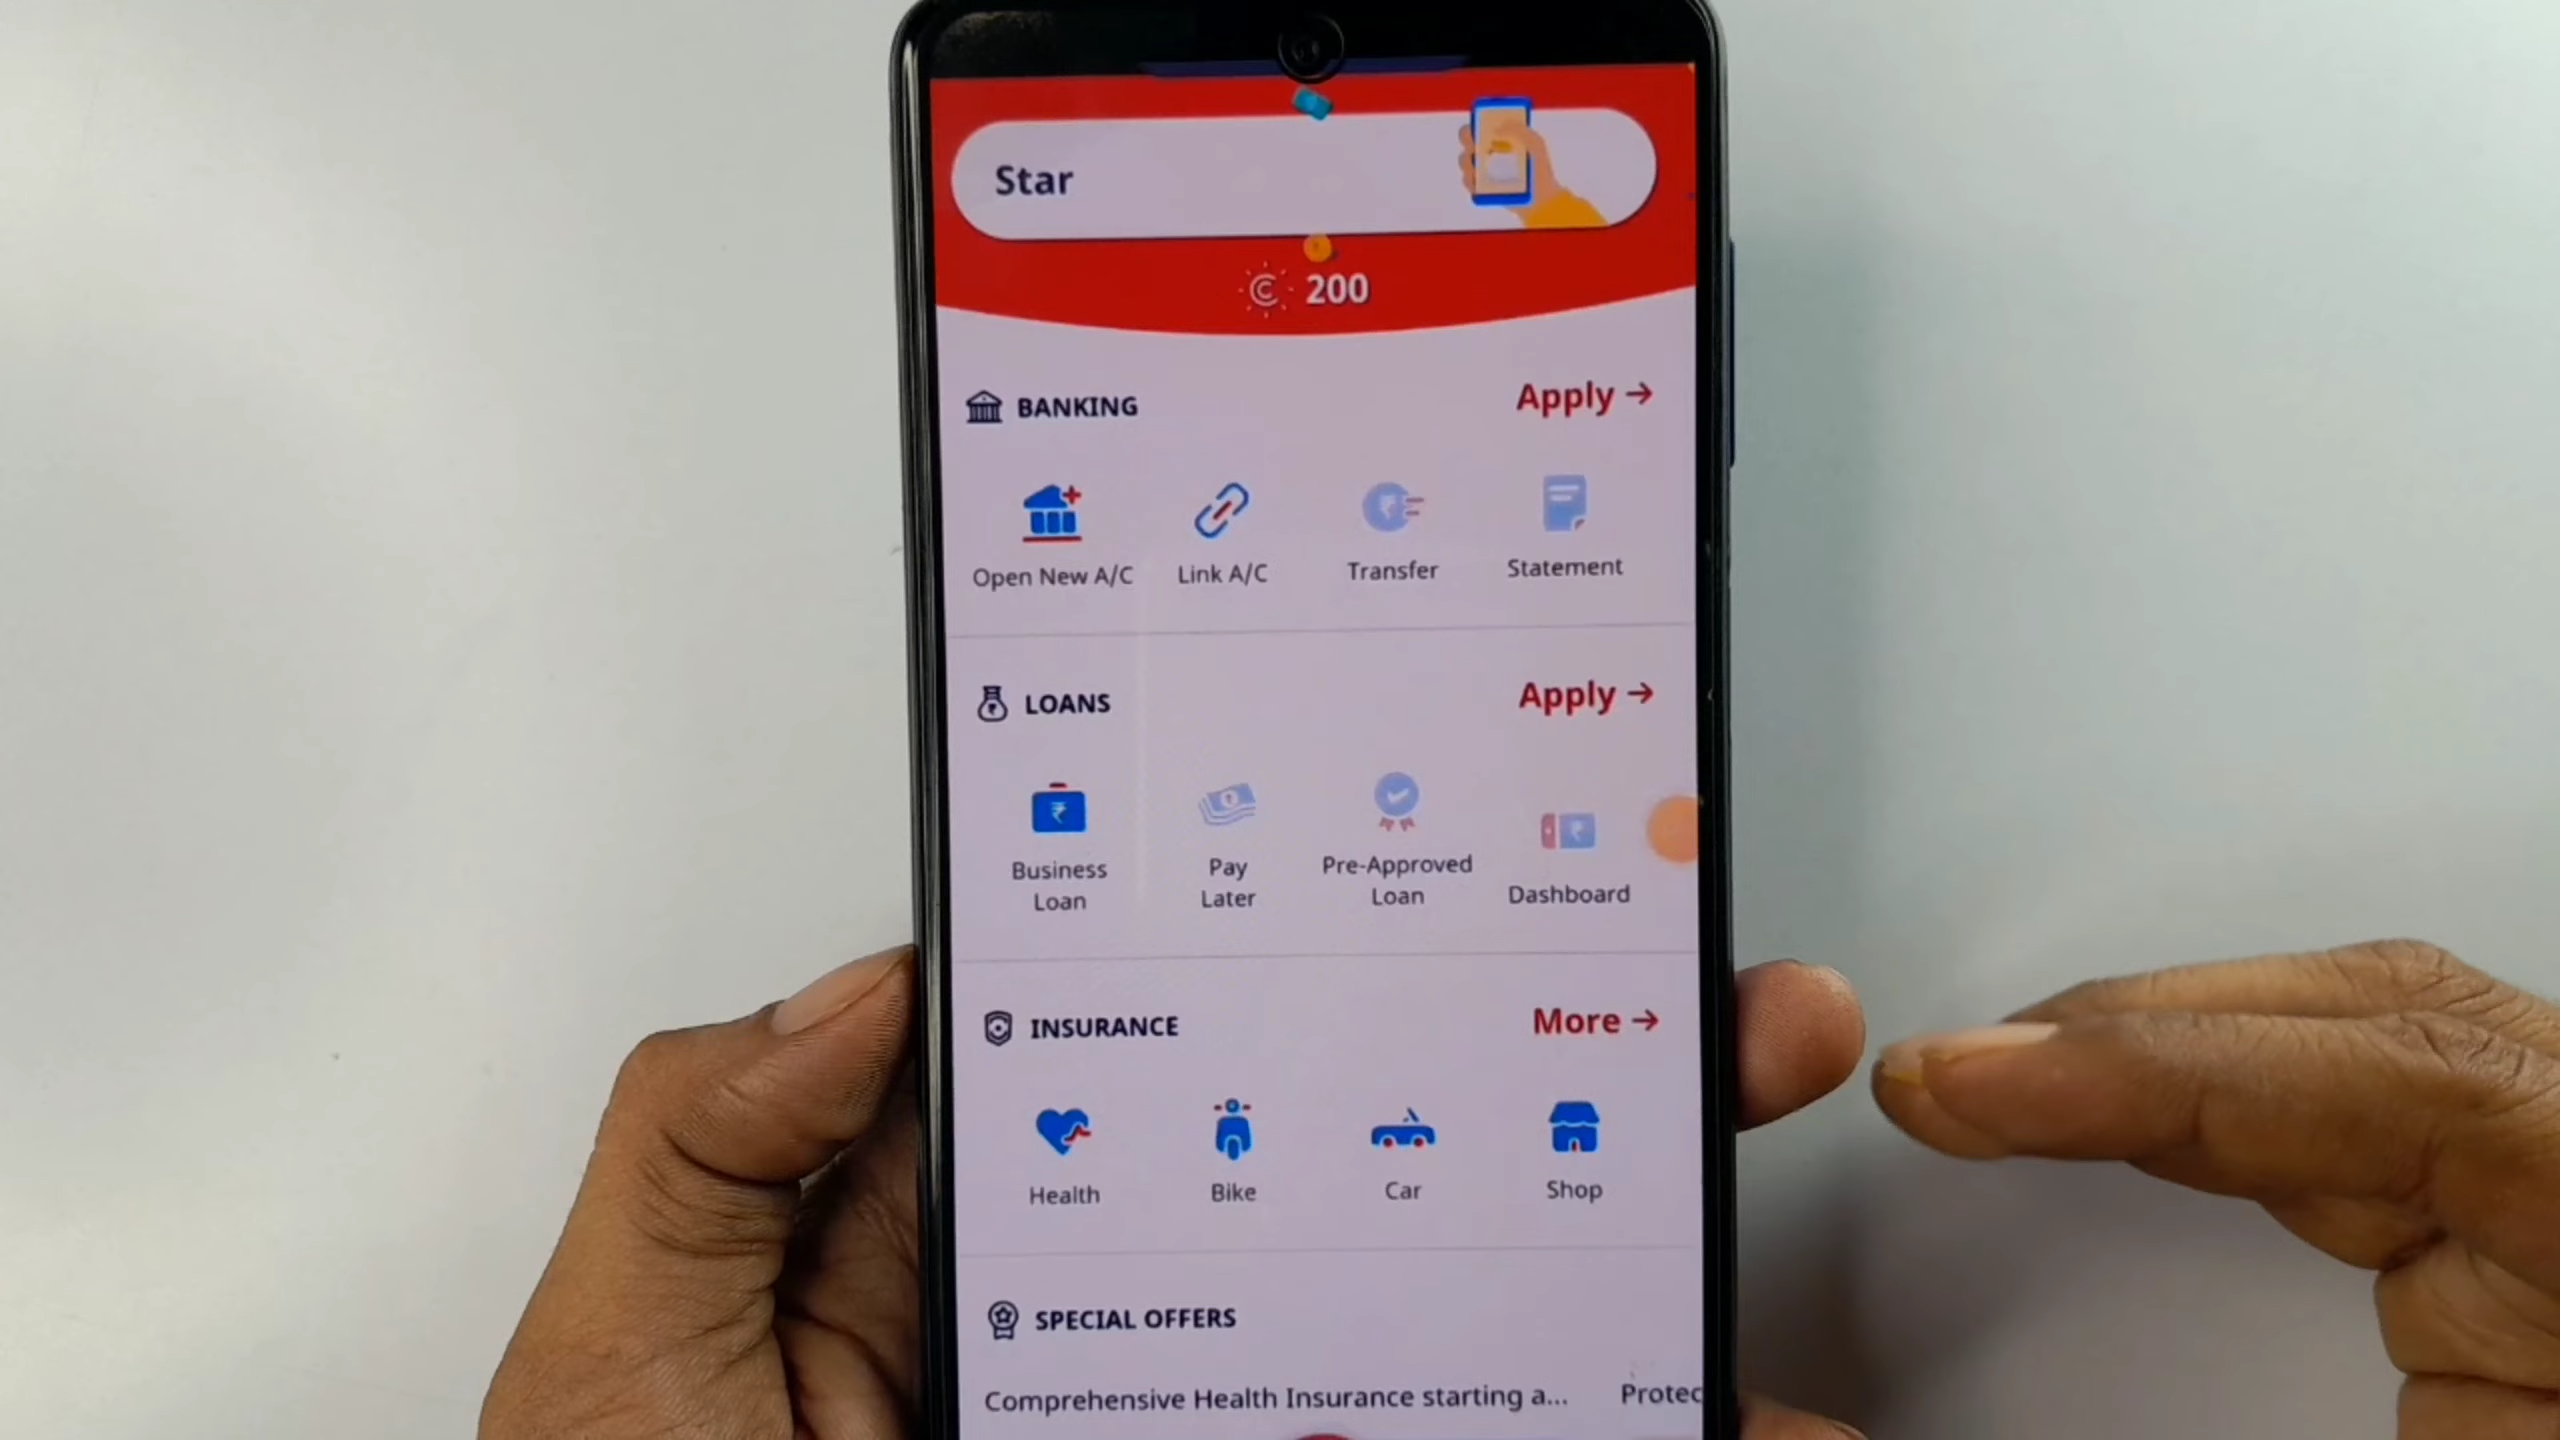 Star
200
BANKING
Apply →
Open New A/C
Link A/C
Transfer
Statement
LOANS
Apply →
Business
Loan
Pay
Later
Pre-Approved
Loan
Dashboard
INSURANCE
More →
Health
Bike
Car
Shop
SPECIAL OFFERS
Comprehensive Health Insurance starting a...
Protec